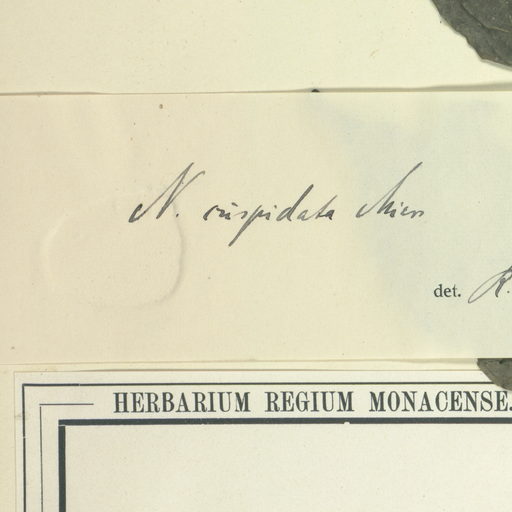 N. cuspidata Miers
det. R.
HERBARIUM REGIUM MONACENSE.